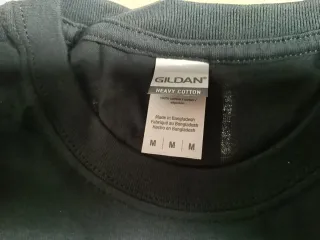 GILDAN
HEAVY COTTON
Made in Bangladesh
Fabriqué au Bangladesh
Hecho en Bangladesh
M M M